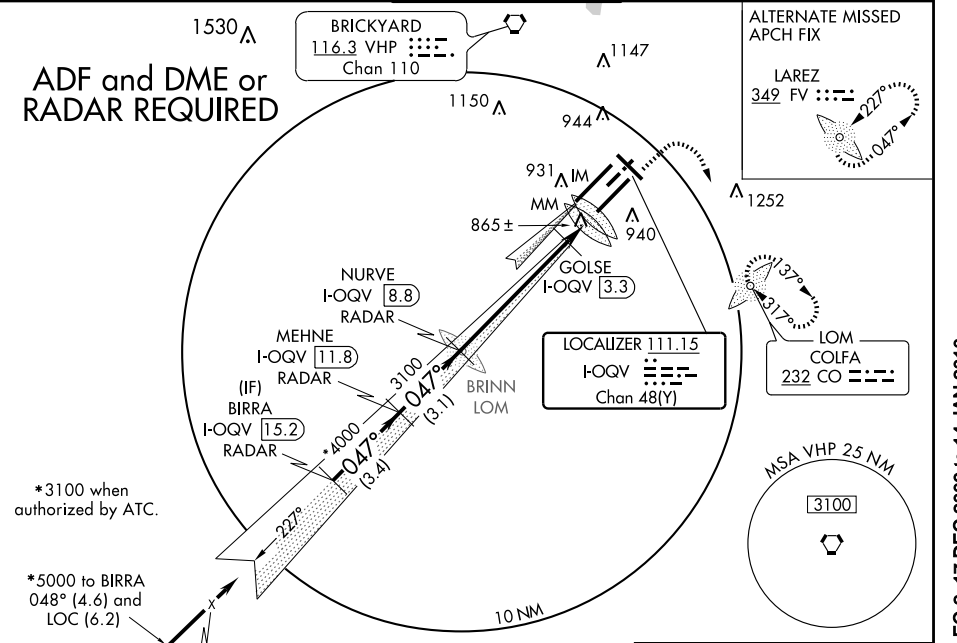 1530
BRICKYARD
116.3 VHP
Chan 110
1147
ALTERNATE MISSED
APCH FIX
LAREZ
349 FV
227°
047°
ADF and DME or
RADAR REQUIRED
1150
944
931
IM
MM
865±
940
1252
GOLSE
I-OQV 3.3
NURVE
I-OQV 8.8
RADAR
MEHNE
I-OQV 11.8
RADAR
(IF)
BIRRA
I-OQV 15.2
RADAR
3100
047°
(3.1)
*4000
047°
(3.4)
227°
BRINN
LOM
LOCALIZER 111.15
I-OQV
Chan 48(Y)
137°
317°
LOM
COLFA
232 CO
*3100 when
authorized by ATC.
*5000 to BIRRA
048° (4.6) and
LOC (6.2)
10 NM
MSA VHP 25 NM
3100